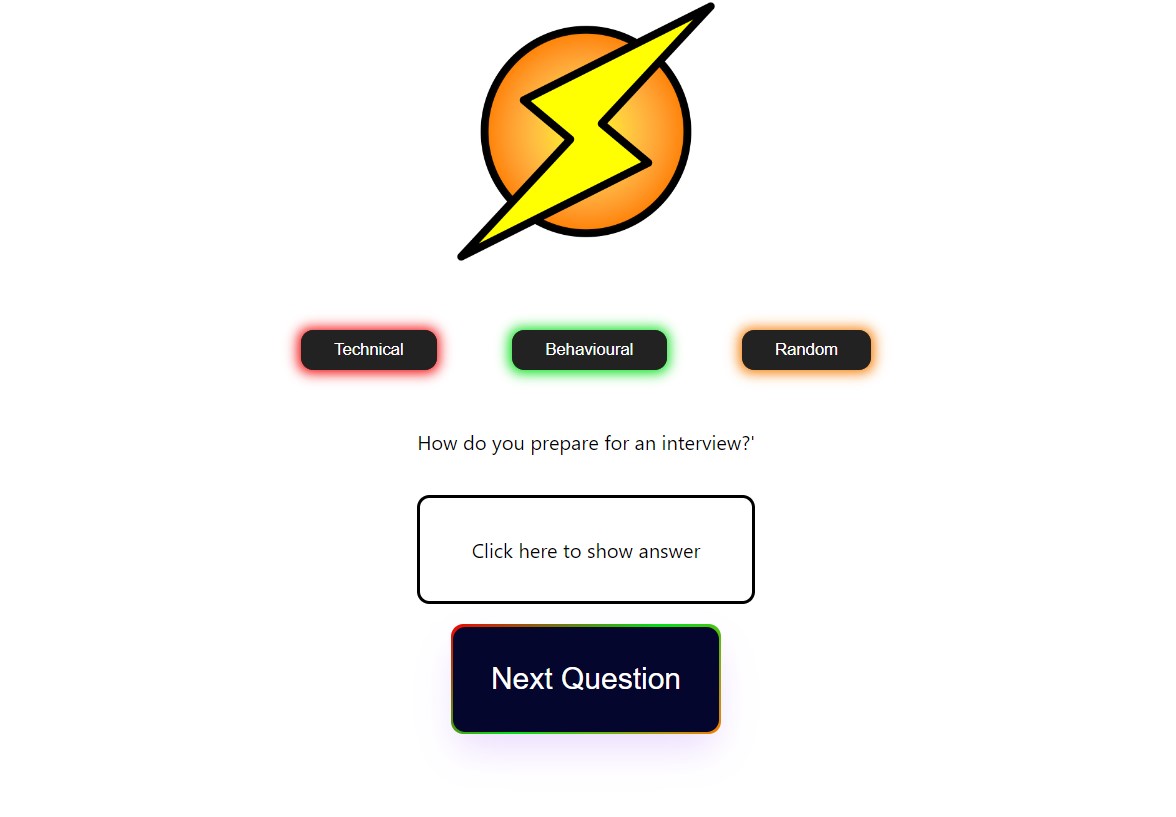 Technical
Behavioural
Random
How do you prepare for an interview?'
Click here to show answer
Next Question